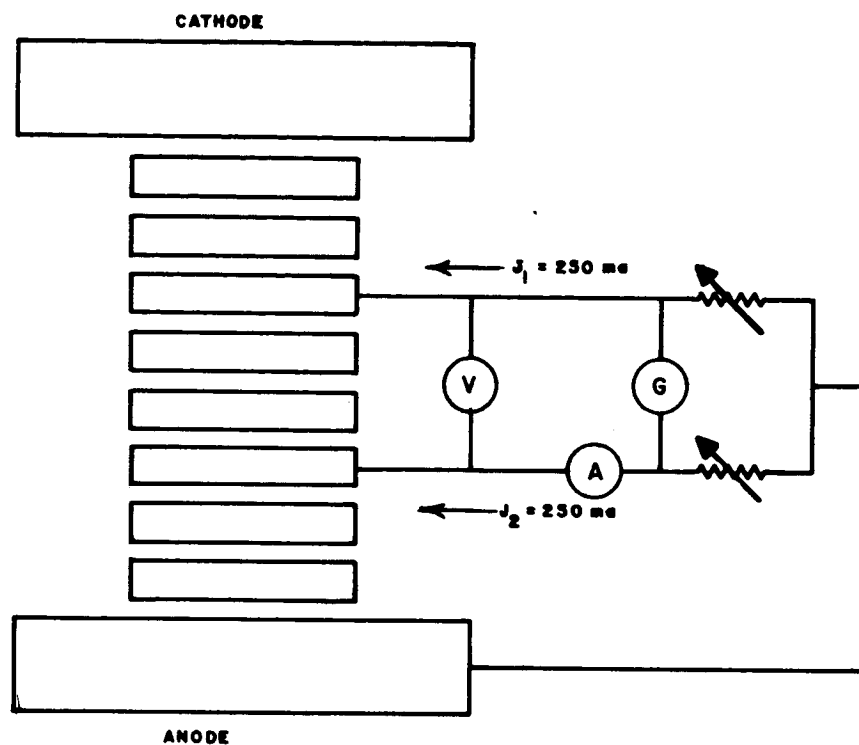 CATHODE
J₁ = 250 ma
V
G
A
J₂ = 250 ma
ANODE